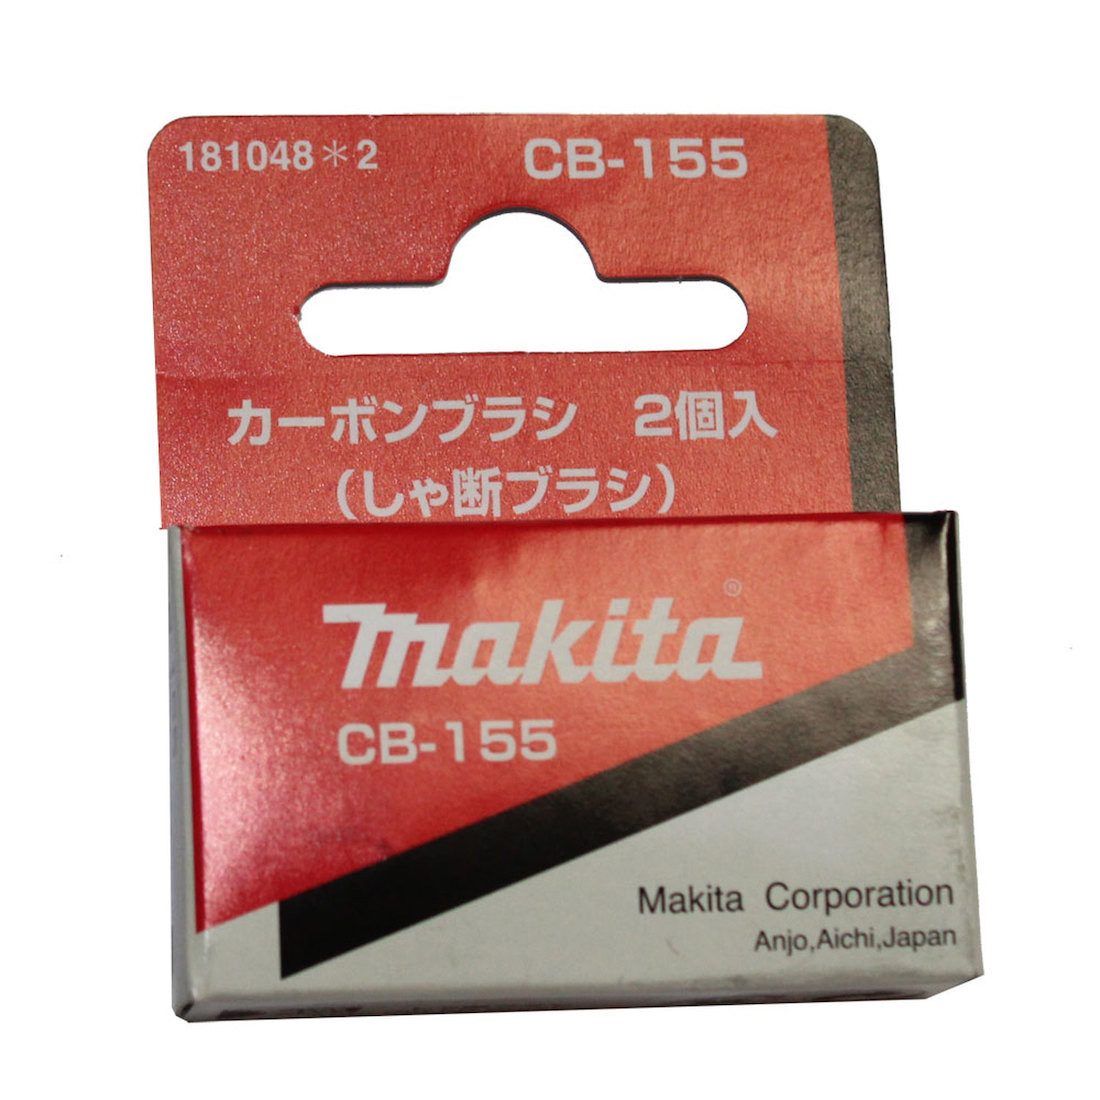 181048＊2 CB-155
カーボンブラシ　2個入
（しゃ断ブラシ）
makita®
CB-155
Makita Corporation
Anjo,Aichi,Japan